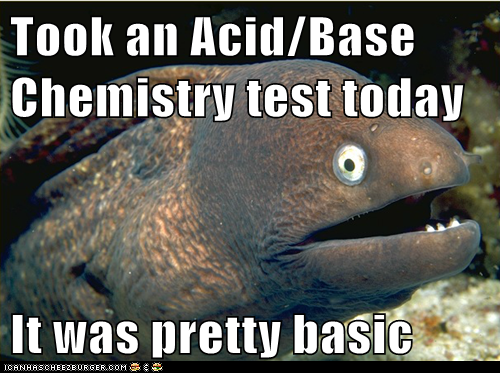 Took an Acid/Base
Chemistry test today
It was pretty basic
ICANHASCHEEZBURGER.COM